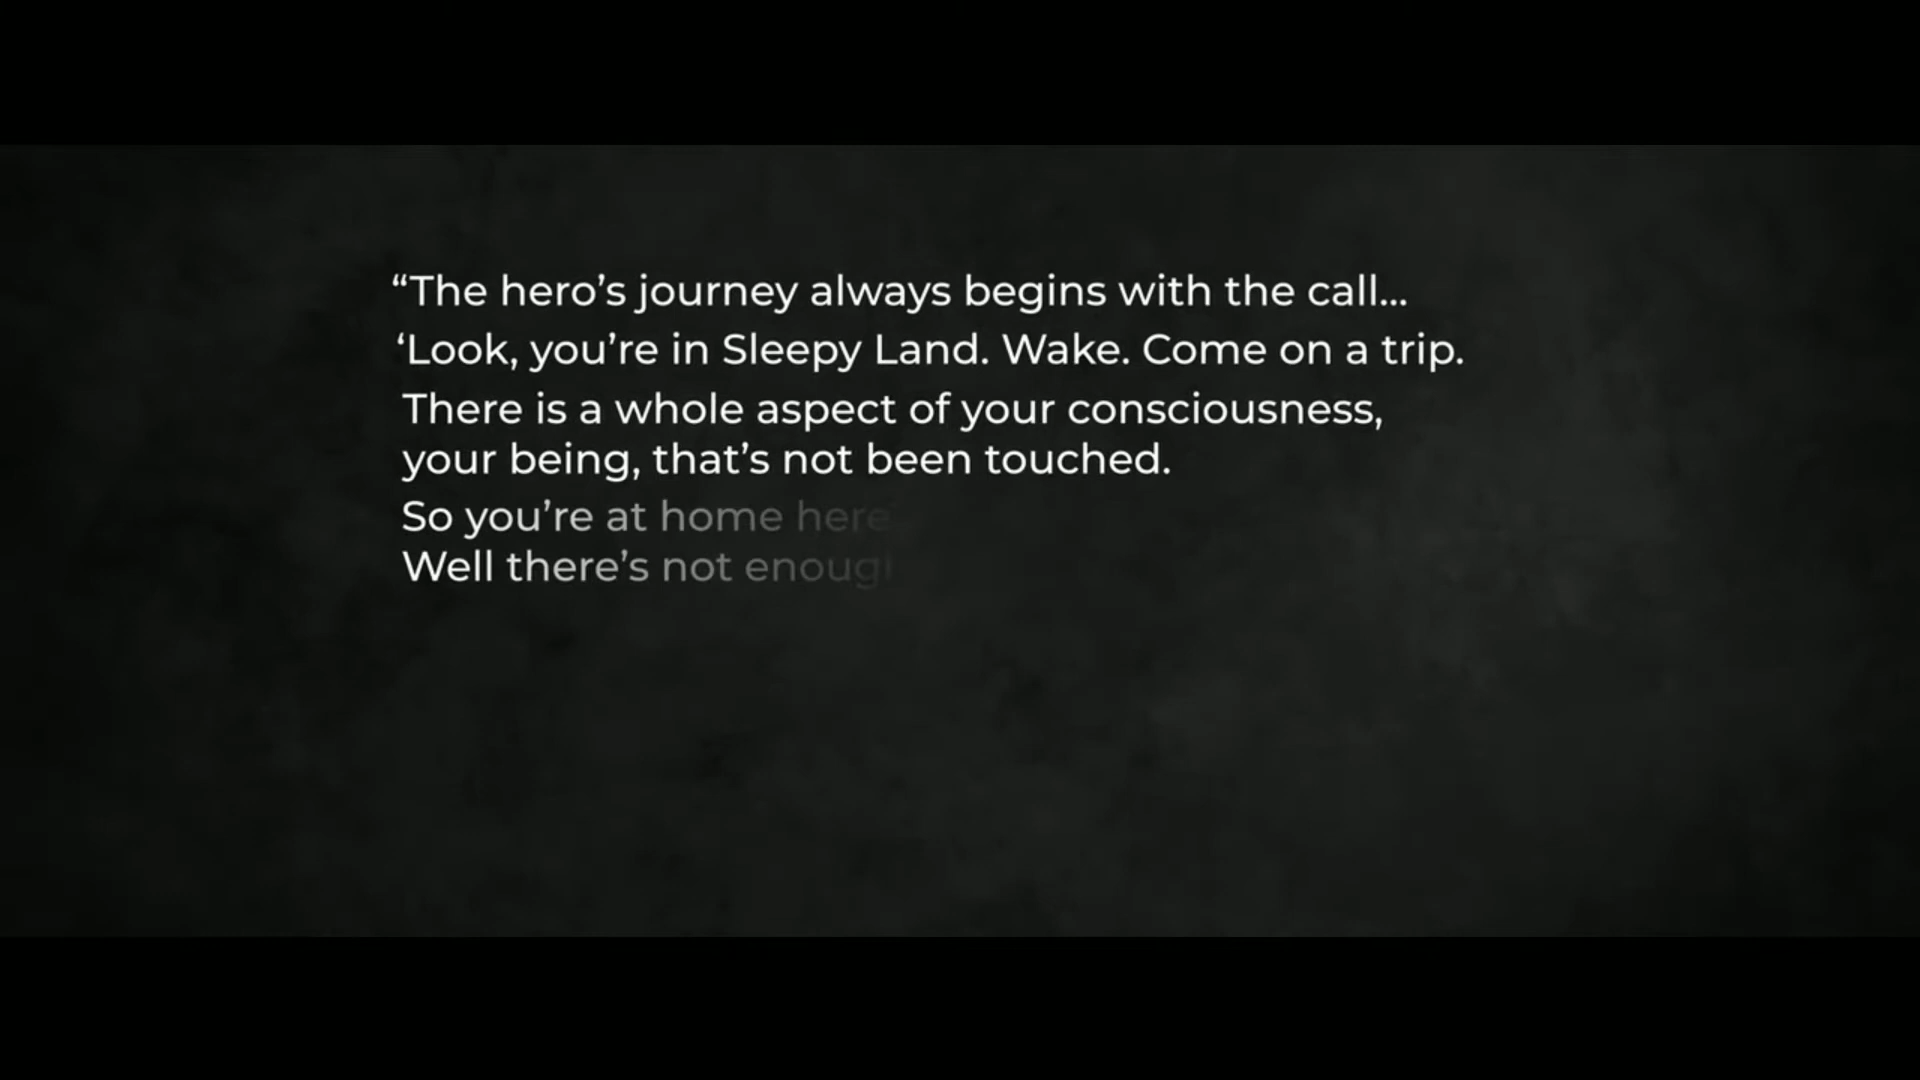 “The hero’s journey always begins with the call...
‘Look, you’re in Sleepy Land. Wake. Come on a trip.
There is a whole aspect of your consciousness,
your being, that’s not been touched.
So you’re at home here
Well there’s not enoug